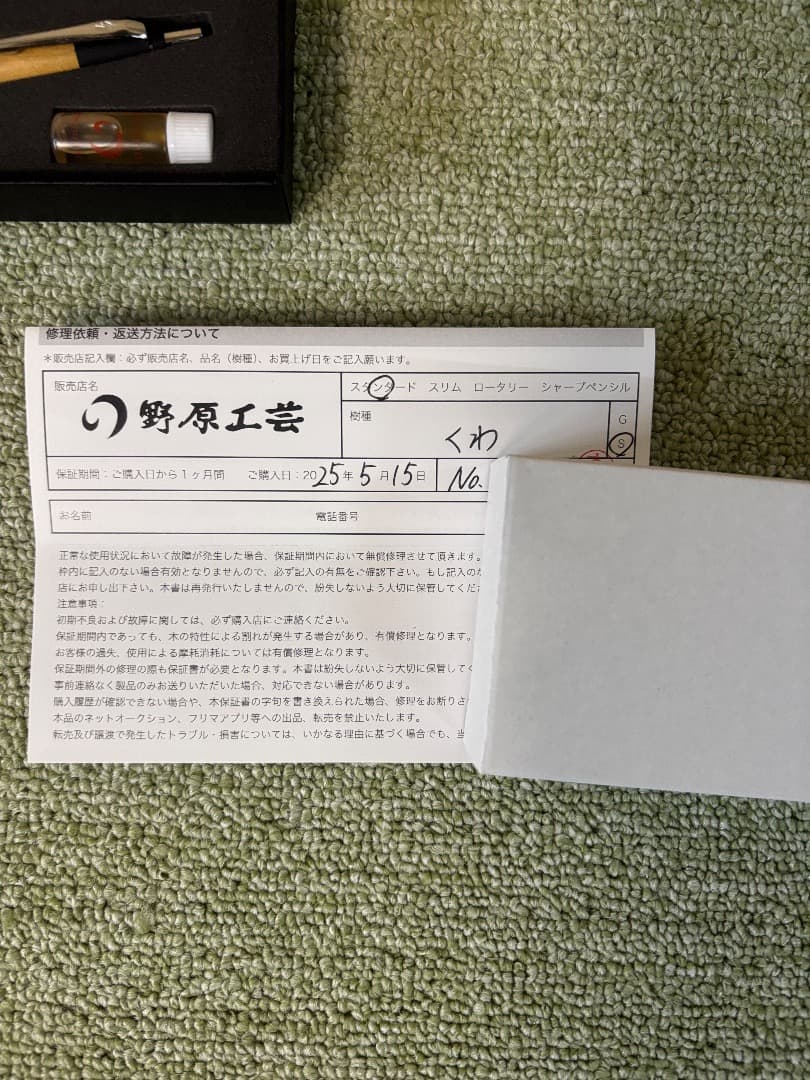 修理依頼・返送方法について
*販売店記入欄：必ず販売店名、品名（樹種）、お買上げ日をご記入願います。
販売店名
野原工芸
スタンダード スリム ロータリー シャープペンシル
樹種
くわ
G
S
保証期間：ご購入日から１ヶ月間 ご購入日：2025年5月15日 No.
お名前 電話番号
正常な使用状況において故障が発生した場合、保証期間内において無償修理させて頂きます。
枠内に記入のない場合有効となりませんので、必ず記入の有無をご確認下さい。もし記入のな
店にお申し出下さい。本書は再発行いたしませんので、紛失しないよう大切に保管してくだ
注意事項：
初期不良および故障に関しては、必ず購入店にご連絡ください。
保証期間内であっても、木の特性による割れが発生する場合があり、有償修理となります。
お客様の過失、使用による摩耗消耗については有償修理となります。
保証期間外の修理の際も保証書が必要となります。本書は紛失しないよう大切に保管してく
事前連絡なく製品のみお送りいただいた場合、対応できない場合があります。
購入履歴が確認できない場合や、本保証書の字句を書き換えられた場合、修理をお断りさ
本品のネットオークション、フリマアプリ等への出品、転売を禁止いたします。
転売及び譲渡で発生したトラブル・損害については、いかなる理由に基づく場合でも、当